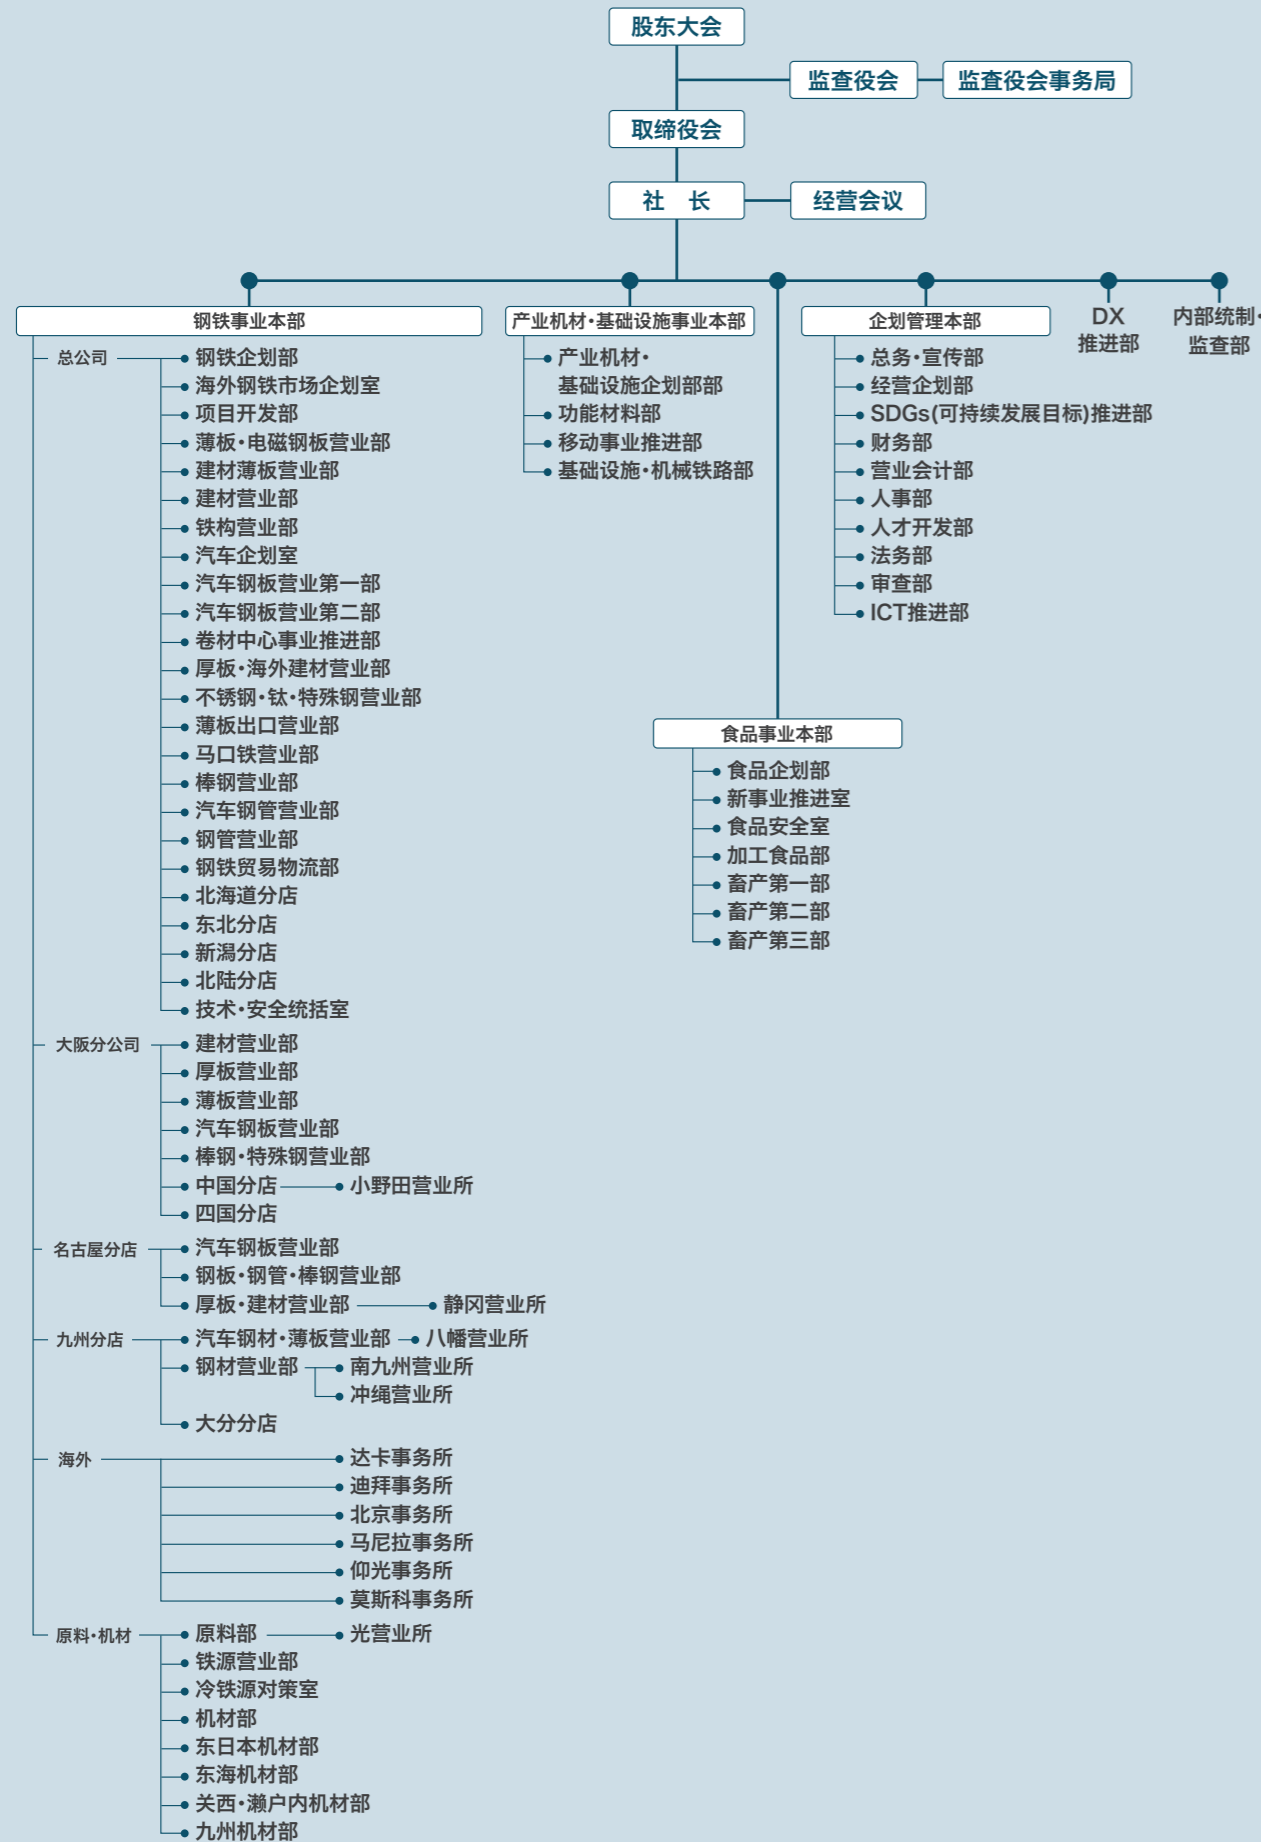 股东大会
监查役会
监査役会事务局
取缔役会
社　长
经营会议
钢铁事业本部
总公司
钢铁企划部
海外钢铁市场企划室
项目开发部
薄板·电磁钢板营业部
建材薄板营业部
建材营业部
铁构营业部
汽车企划室
汽车钢板营业第一部
汽车钢板营业第二部
卷材中心事业推进部
厚板·海外建材营业部
不锈钢·钛·特殊钢营业部
薄板出口营业部
马口铁营业部
棒钢营业部
汽车钢管营业部
钢管营业部
钢铁贸易物流部
北海道分店
东北分店
新潟分店
北陆分店
技术·安全统括室
大阪分公司
建材营业部
厚板营业部
薄板营业部
汽车钢板营业部
棒钢·特殊钢营业部
中国分店
小野田营业所
四国分店
名古屋分店
汽车钢板营业部
钢板·钢管·棒钢营业部
厚板·建材营业部
静冈营业所
九州分店
汽车钢材·薄板营业部
八幡营业所
钢材营业部
南九州营业所
冲绳营业所
大分分店
海外
达卡事务所
迪拜事务所
北京事务所
马尼拉事务所
仰光事务所
莫斯科事务所
原料·机材
原料部
光营业所
铁源营业部
冷铁源对策室
机材部
东日本机材部
东海机材部
关西·濑户内机材部
九州机材部
产业机材·基础设施事业本部
产业机材·
基础设施企划部部
功能材料部
移动事业推进部
基础设施·机械铁路部
食品事业本部
食品企划部
新事业推进室
食品安全室
加工食品部
畜产第一部
畜产第二部
畜产第三部
企划管理本部
总务·宣传部
经营企划部
SDGs(可持续发展目标)推进部
财务部
营业会计部
人事部
人才开发部
法务部
审查部
ICT推进部
DX
推进部
内部统制·
监查部